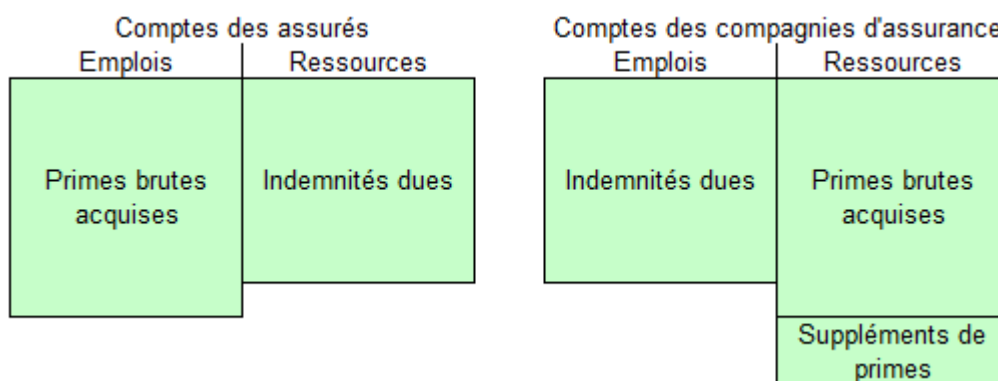 Comptes des assurés
Emplois
Ressources
Primes brutes
acquises
Indemnités dues
Comptes des compagnies d'assurance
Emplois
Ressources
Indemnités dues
Primes brutes
acquises
Suppléments de
primes